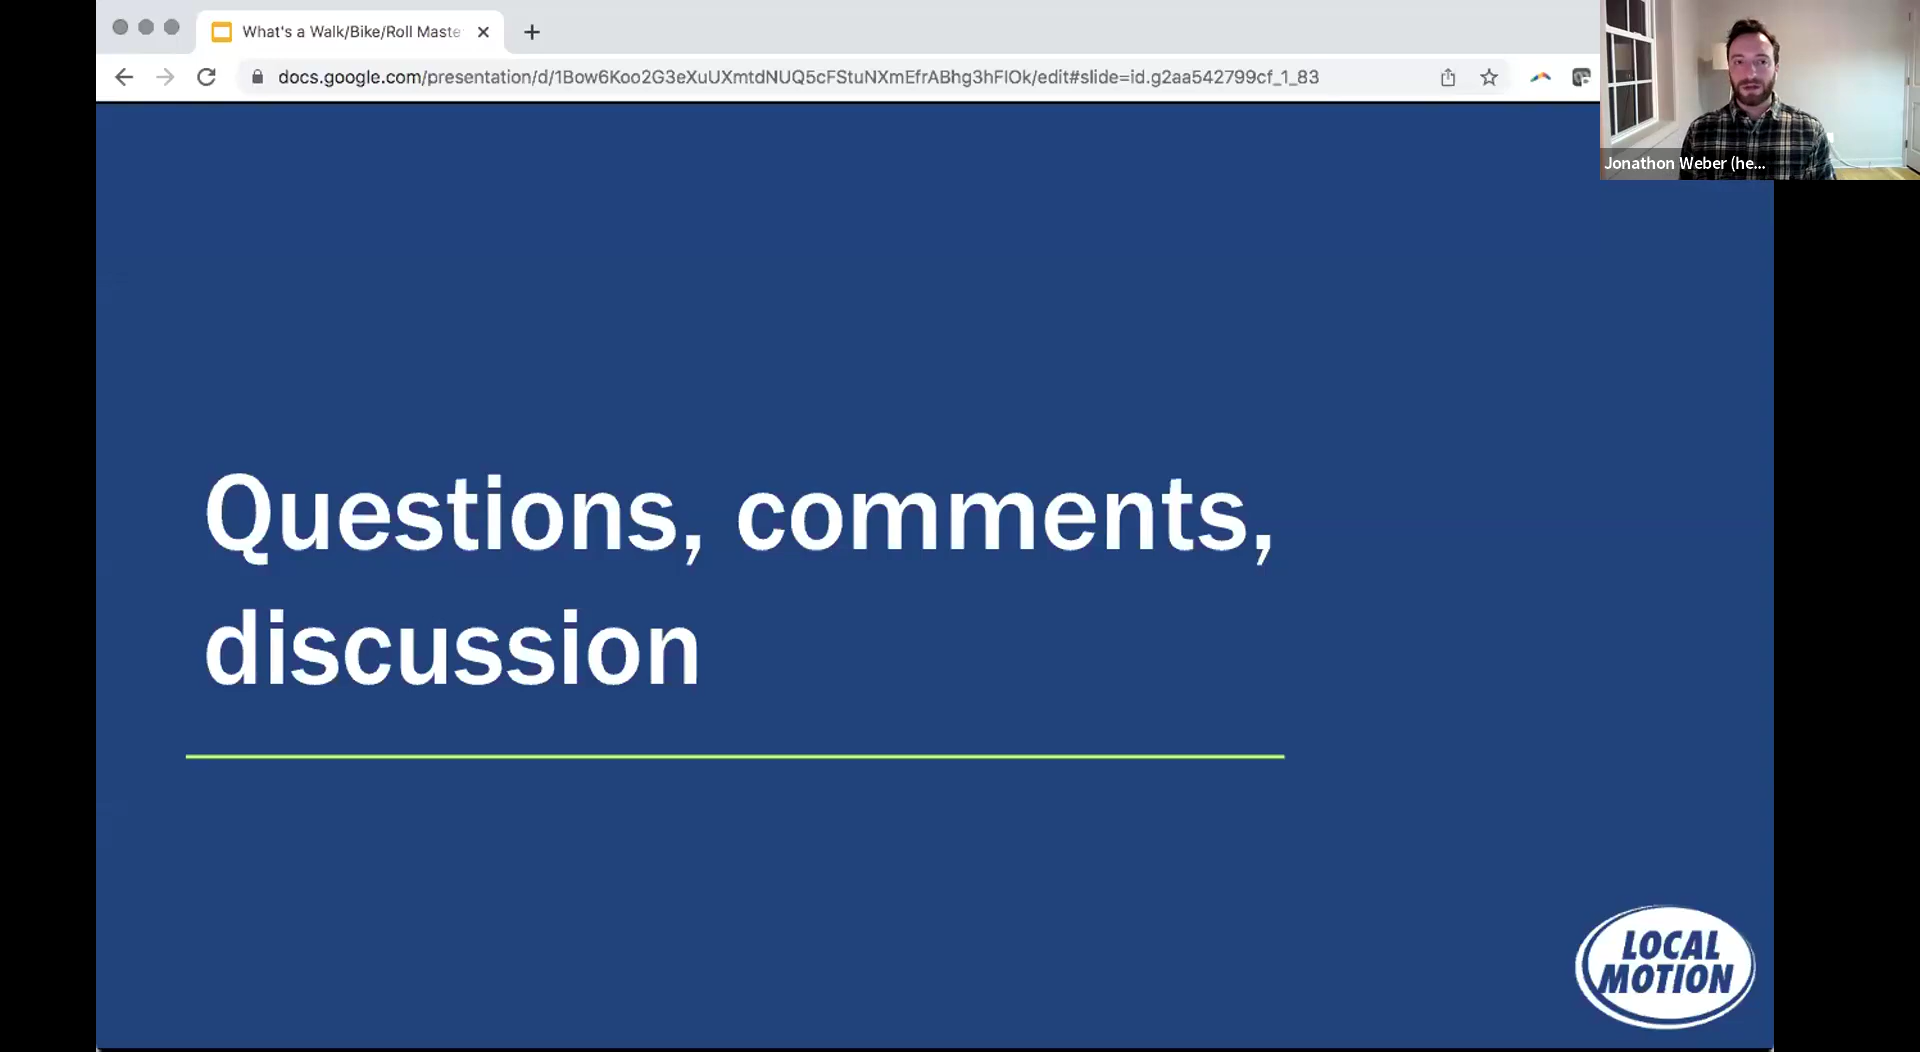 What's a Walk/Bike/Roll Maste
docs.google.com/presentation/d/1Bow6Koo2G3eXuUXmtdNUQ5cFStuNXmEfrABhg3hFIOk/edit#slide=id.g2aa542799cf_1_83
Jonathon Weber (he...
Questions, comments,
discussion
LOCAL
MOTION